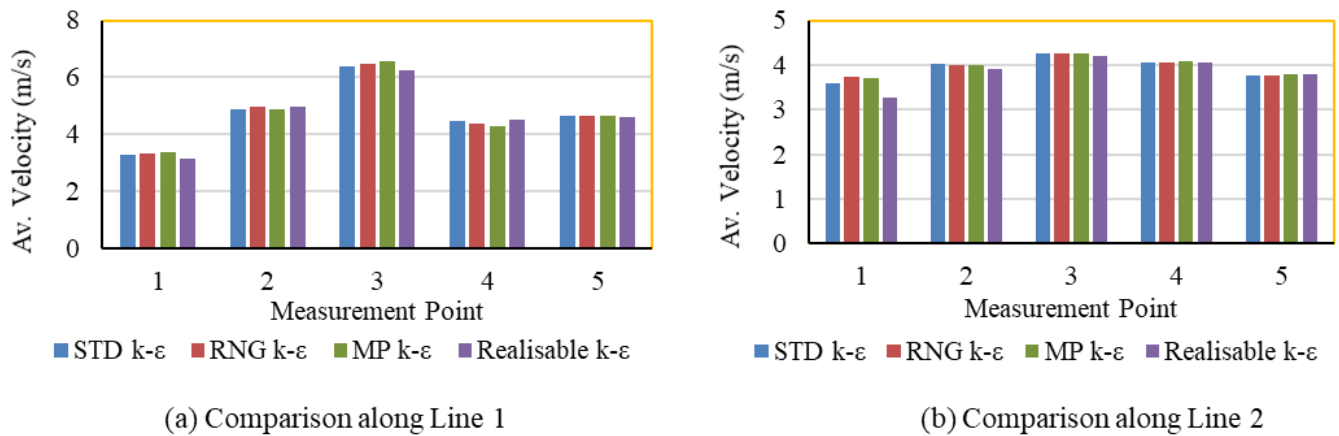 Av. Velocity (m/s)
8
6
4
2
0
1 2 3 4 5
Measurement Point
STD k-ε RNG k-ε MP k-ε Realisable k-ε
(a) Comparison along Line 1
Av. Velocity (m/s)
5
4
3
2
1
0
1 2 3 4 5
Measurement Point
STD k-ε RNG k-ε MP k-ε Realisable k-ε
(b) Comparison along Line 2